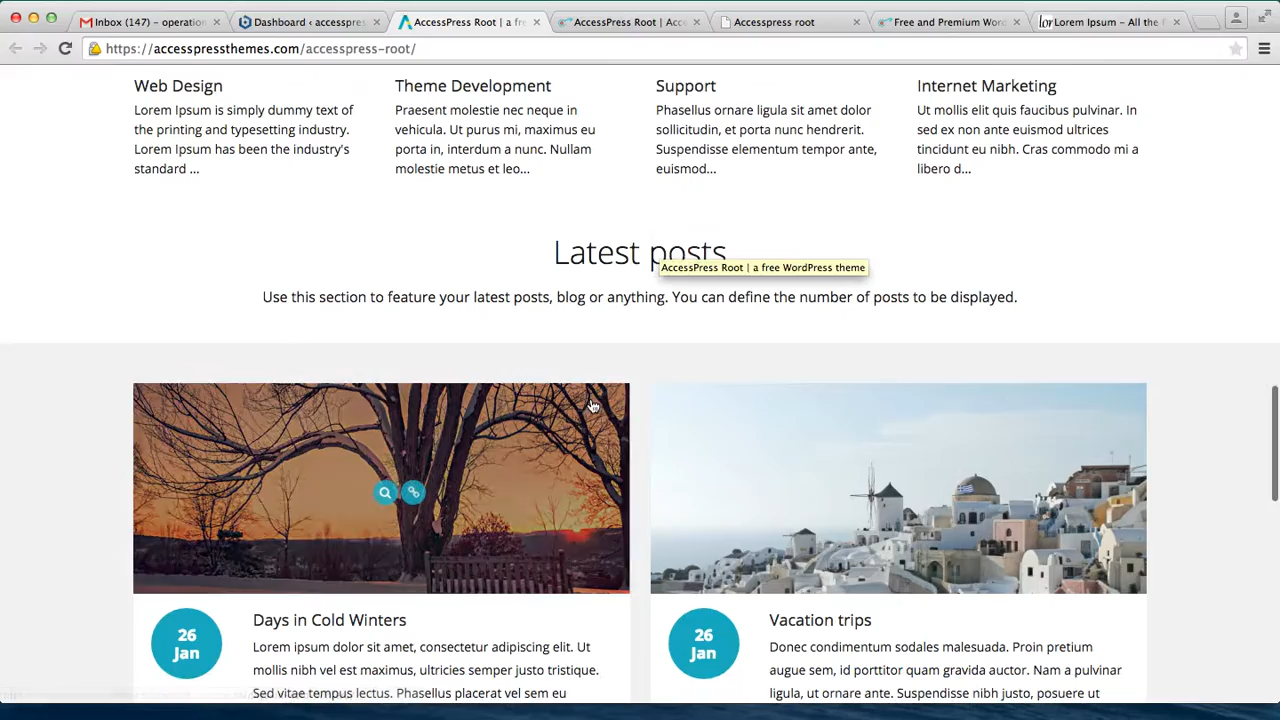 Inbox (147) – operation
Dashboard ‹ accesspres
AccessPress Root | a fre
AccessPress Root | Acce
Accesspress root
Free and Premium Wor
lor Lorem Ipsum – All the f
https://accesspressthemes.com/accesspress-root/
Web Design
Lorem Ipsum is simply dummy text of
the printing and typesetting industry.
Lorem Ipsum has been the industry's
standard ...
Theme Development
Praesent molestie nec neque in
vehicula. Ut purus mi, maximus eu
porta in, interdum a nunc. Nullam
molestie metus et leo...
Support
Phasellus ornare ligula sit amet dolor
sollicitudin, et porta nunc hendrerit.
Suspendisse elementum tempor ante,
euismod...
Internet Marketing
Ut mollis elit quis faucibus pulvinar. In
sed ex non ante euismod ultrices
tincidunt eu nibh. Cras commodo mi a
libero d...
Latest posts
AccessPress Root | a free WordPress theme
Use this section to feature your latest posts, blog or anything. You can define the number of posts to be displayed.
26
Jan
Days in Cold Winters
Lorem ipsum dolor sit amet, consectetur adipiscing elit. Ut
mollis nibh vel est maximus, ultricies semper justo tristique.
Sed vitae tempus lectus. Phasellus placerat vel sem eu
26
Jan
Vacation trips
Donec condimentum sodales malesuada. Proin pretium
augue sem, id porttitor quam gravida auctor. Nam a pulvinar
ligula, ut ornare ante. Suspendisse nibh justo, posuere ut